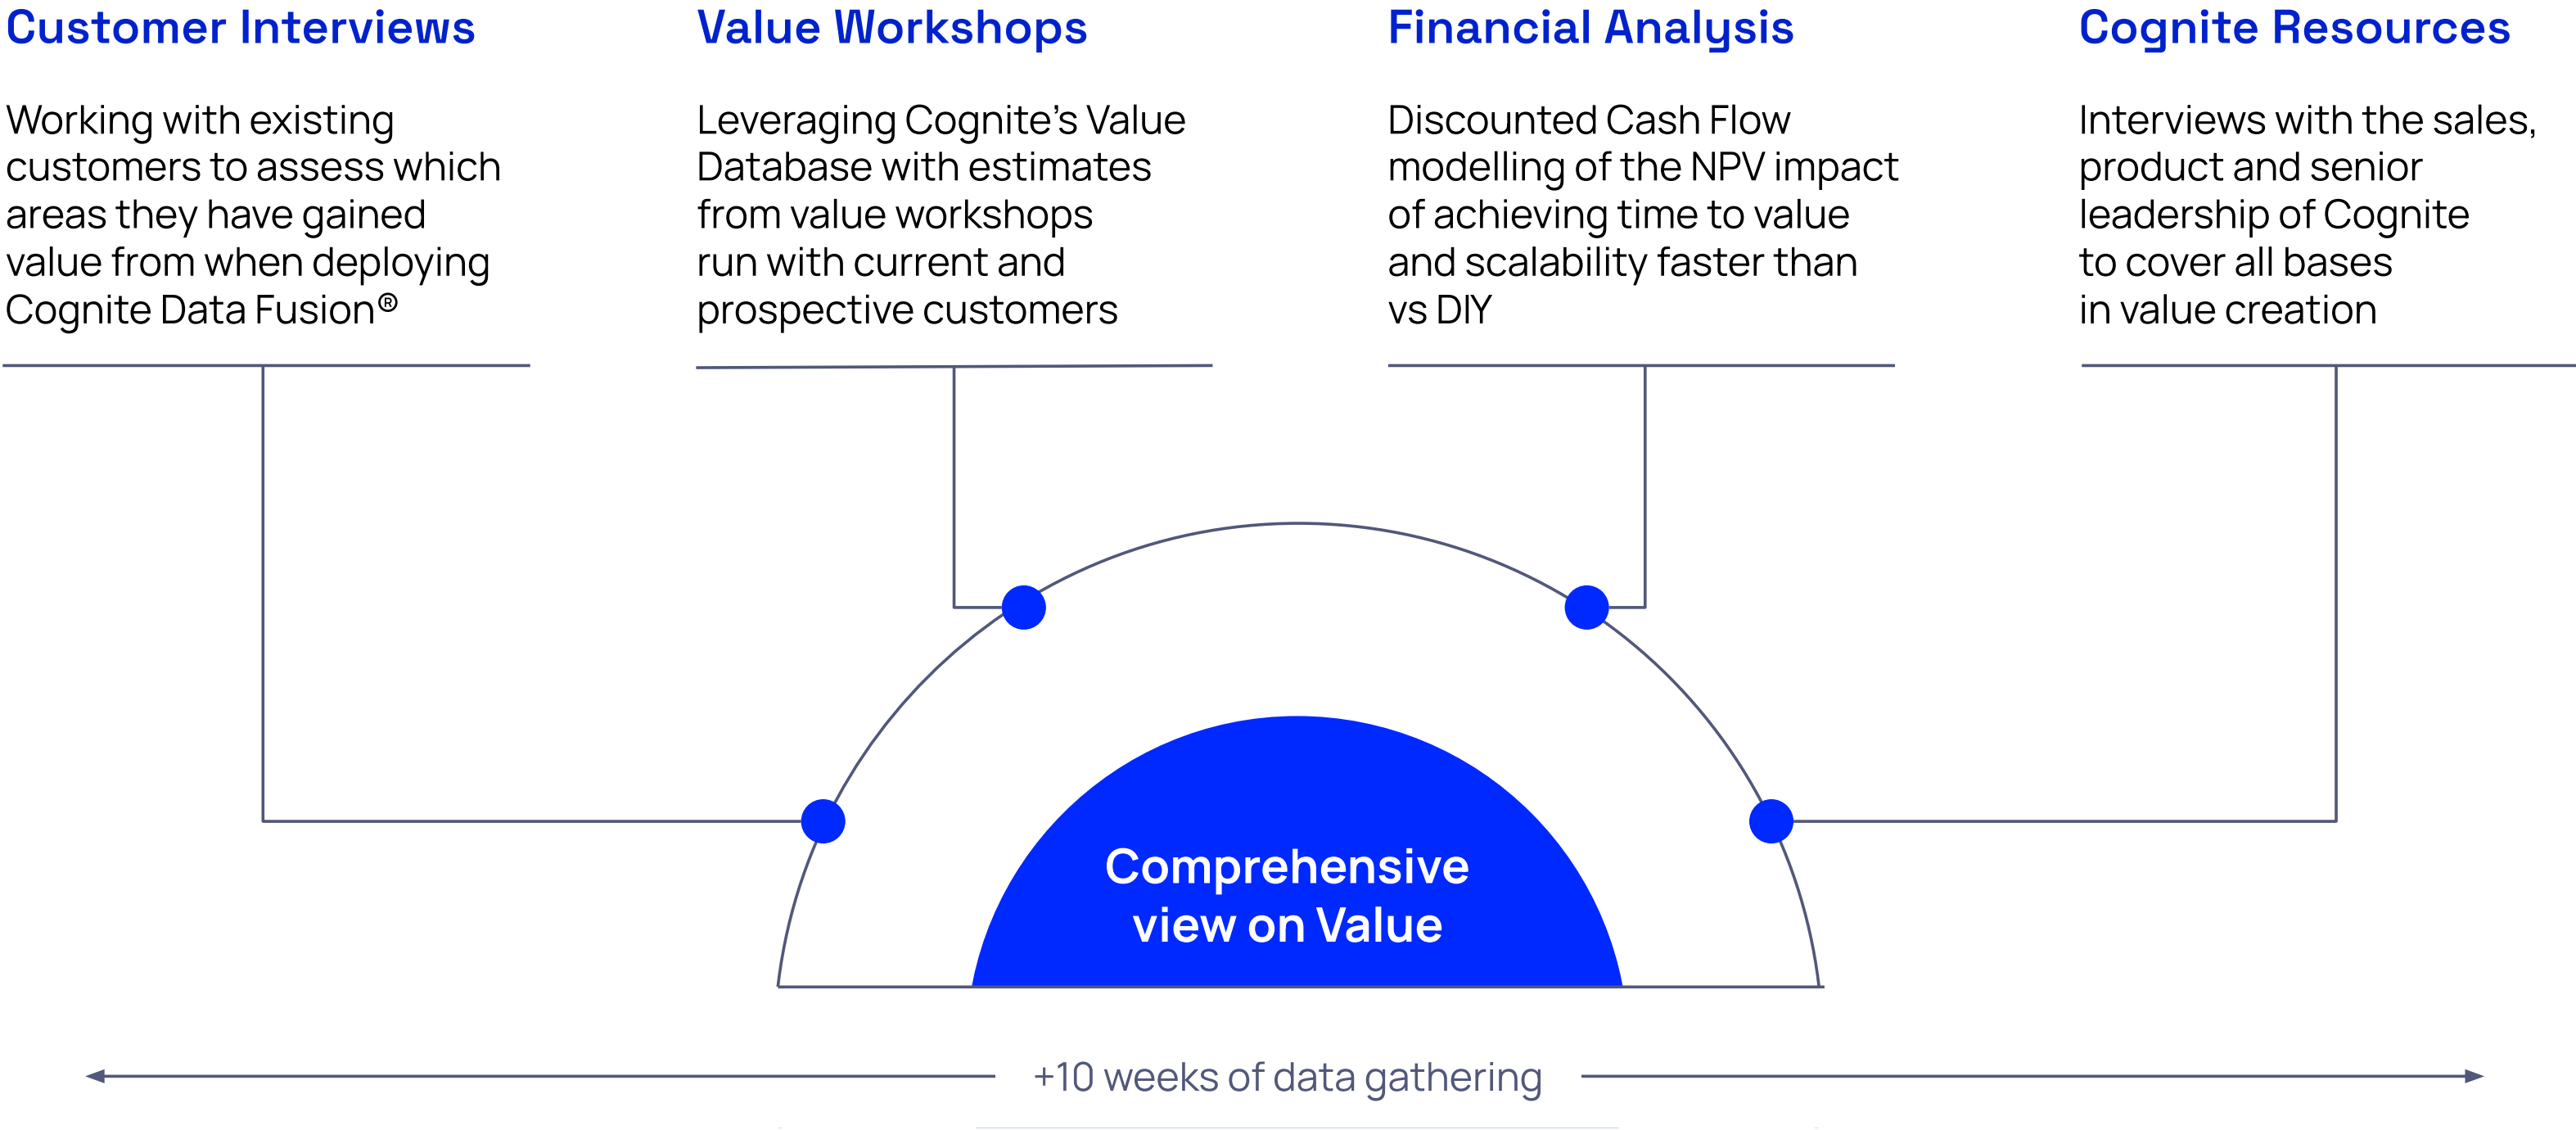 Customer Interviews
Working with existing
customers to assess which
areas they have gained
value from when deploying
Cognite Data Fusion®
Value Workshops
Leveraging Cognite’s Value
Database with estimates
from value workshops
run with current and
prospective customers
Financial Analysis
Discounted Cash Flow
modelling of the NPV impact
of achieving time to value
and scalability faster than
vs DIY
Cognite Resources
Interviews with the sales,
product and senior
leadership of Cognite
to cover all bases
in value creation
Comprehensive
view on Value
+10 weeks of data gathering